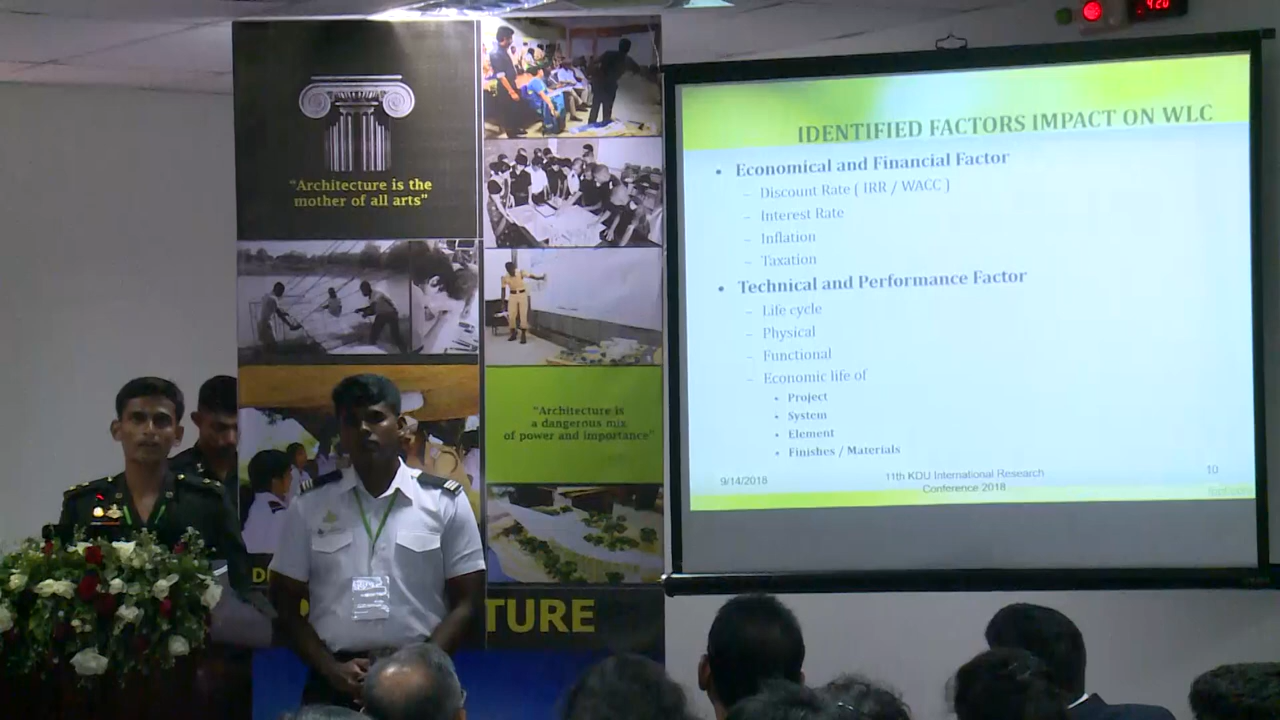 "Architecture is the
mother of all arts"
"Architecture is
a dangerous mix
of power and importance"
D
TURE
IDENTIFIED FACTORS IMPACT ON WLC
• Economical and Financial Factor
– Discount Rate ( IRR / WACC )
– Interest Rate
– Inflation
– Taxation
• Technical and Performance Factor
– Life cycle
– Physical
– Functional
– Economic life of
• Project
• System
• Element
• Finishes / Materials
9/14/2018
11th KDU International Research
Conference 2018
10